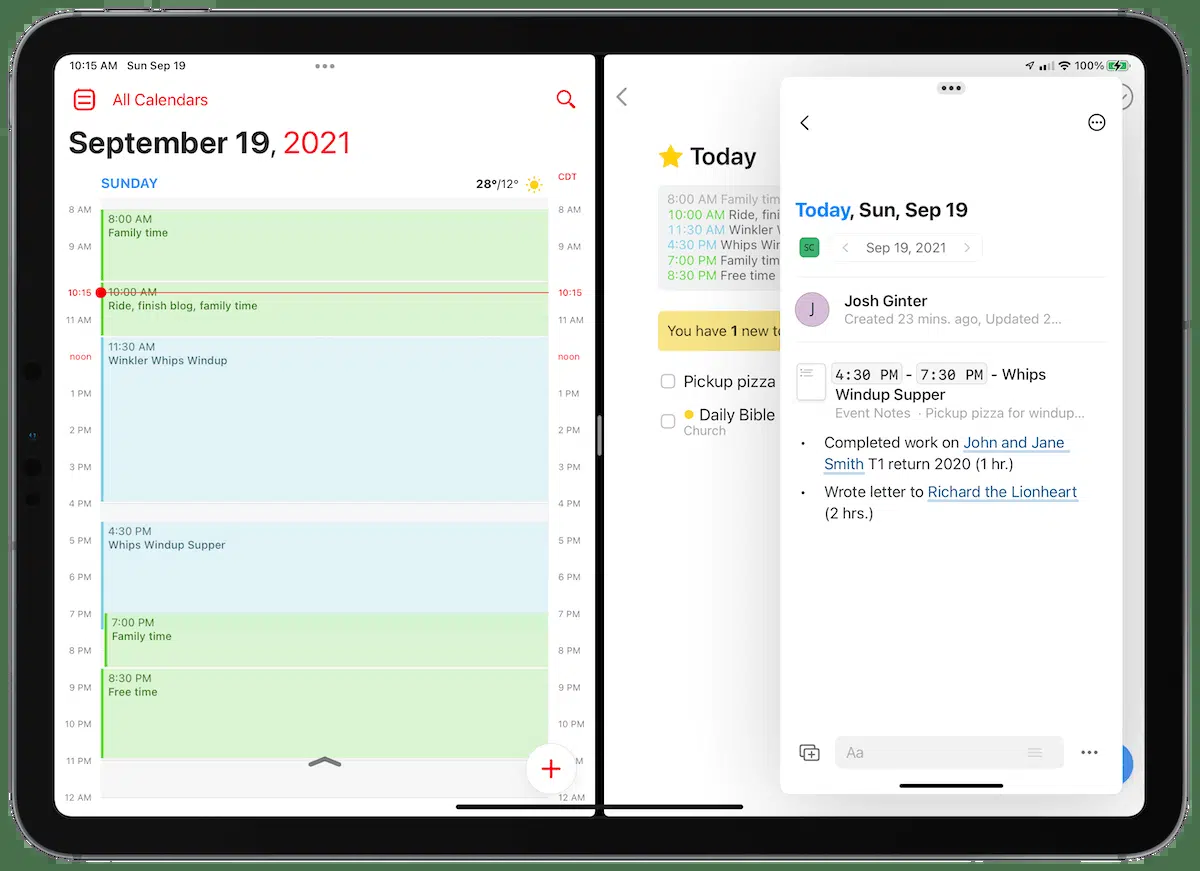 10:15 AM Sun Sep 19
All Calendars
September 19, 2021
SUNDAY
28°/12°
CDT
8 AM
8:00 AM
Family time
8 AM
9 AM
9 AM
10:15
10:00 AM
Ride, finish blog, family time
10:15
11 AM
11 AM
11:30 AM
Winkler Whips Windup
noon
noon
1 PM
1 PM
2 PM
2 PM
3 PM
3 PM
4 PM
4 PM
4:30 PM
Whips Windup Supper
5 PM
5 PM
6 PM
6 PM
7 PM
7 PM
7:00 PM
Family time
8 PM
8 PM
8:30 PM
Free time
9 PM
9 PM
10 PM
10 PM
11 PM
M
12 AM
12 AM
100%
Today
8:00 AM Family tim
10:00 AM Ride, fini
11:30 AM Winkler W
4:30 PM Whips Win
7:00 PM Family tim
8:30 PM Free time
You have 1 new to
Pickup pizza
Daily Bible
Church
Today, Sun, Sep 19
SC
Sep 19, 2021
J
Josh Ginter
Created 23 mins. ago, Updated 2...
4:30 PM - 7:30 PM - Whips
Windup Supper
Event Notes · Pickup pizza for windup...
• Completed work on John and Jane
Smith T1 return 2020 (1 hr.)
• Wrote letter to Richard the Lionheart
(2 hrs.)
Aa